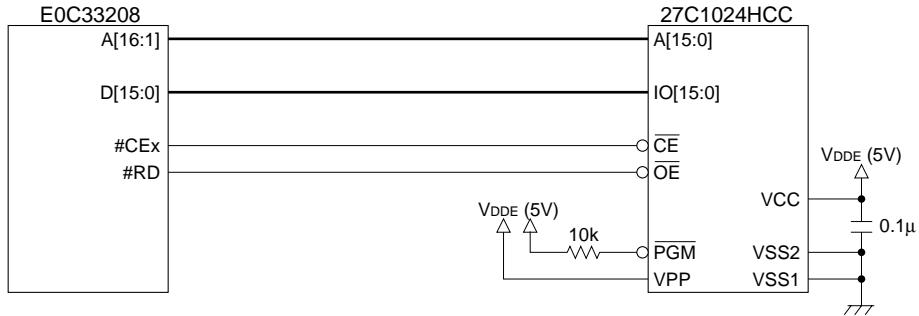 E0C33208
27C1024HCC
A[16:1]
A[15:0]
D[15:0]
IO[15:0]
#CEx
CE
#RD
OE
VDDE (5V)
VCC
VDDE (5V)
0.1µ
10k
PGM
VSS2
VPP
VSS1